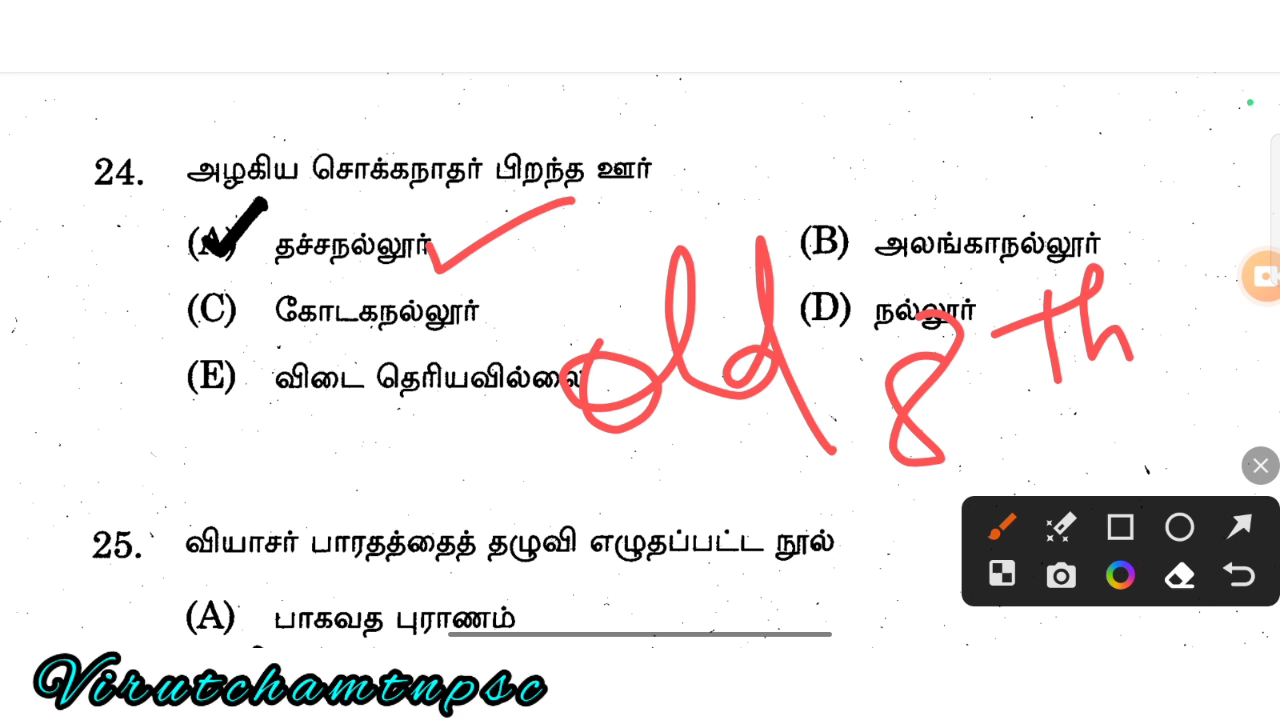 24. அழகிய சொக்கநாதர் பிறந்த ஊர்
(A) தச்சநல்லூர் (B) அலங்காநல்லூர்
(C) கோடகநல்லூர் (D) நல்லூர்
(E) விடை தெரியவில்லை
old 8th
25. வியாசர் பாரதத்தைத் தழுவி எழுதப்பட்ட நூல்
(A) பாகவத புராணம்
Virutchamtnpsc